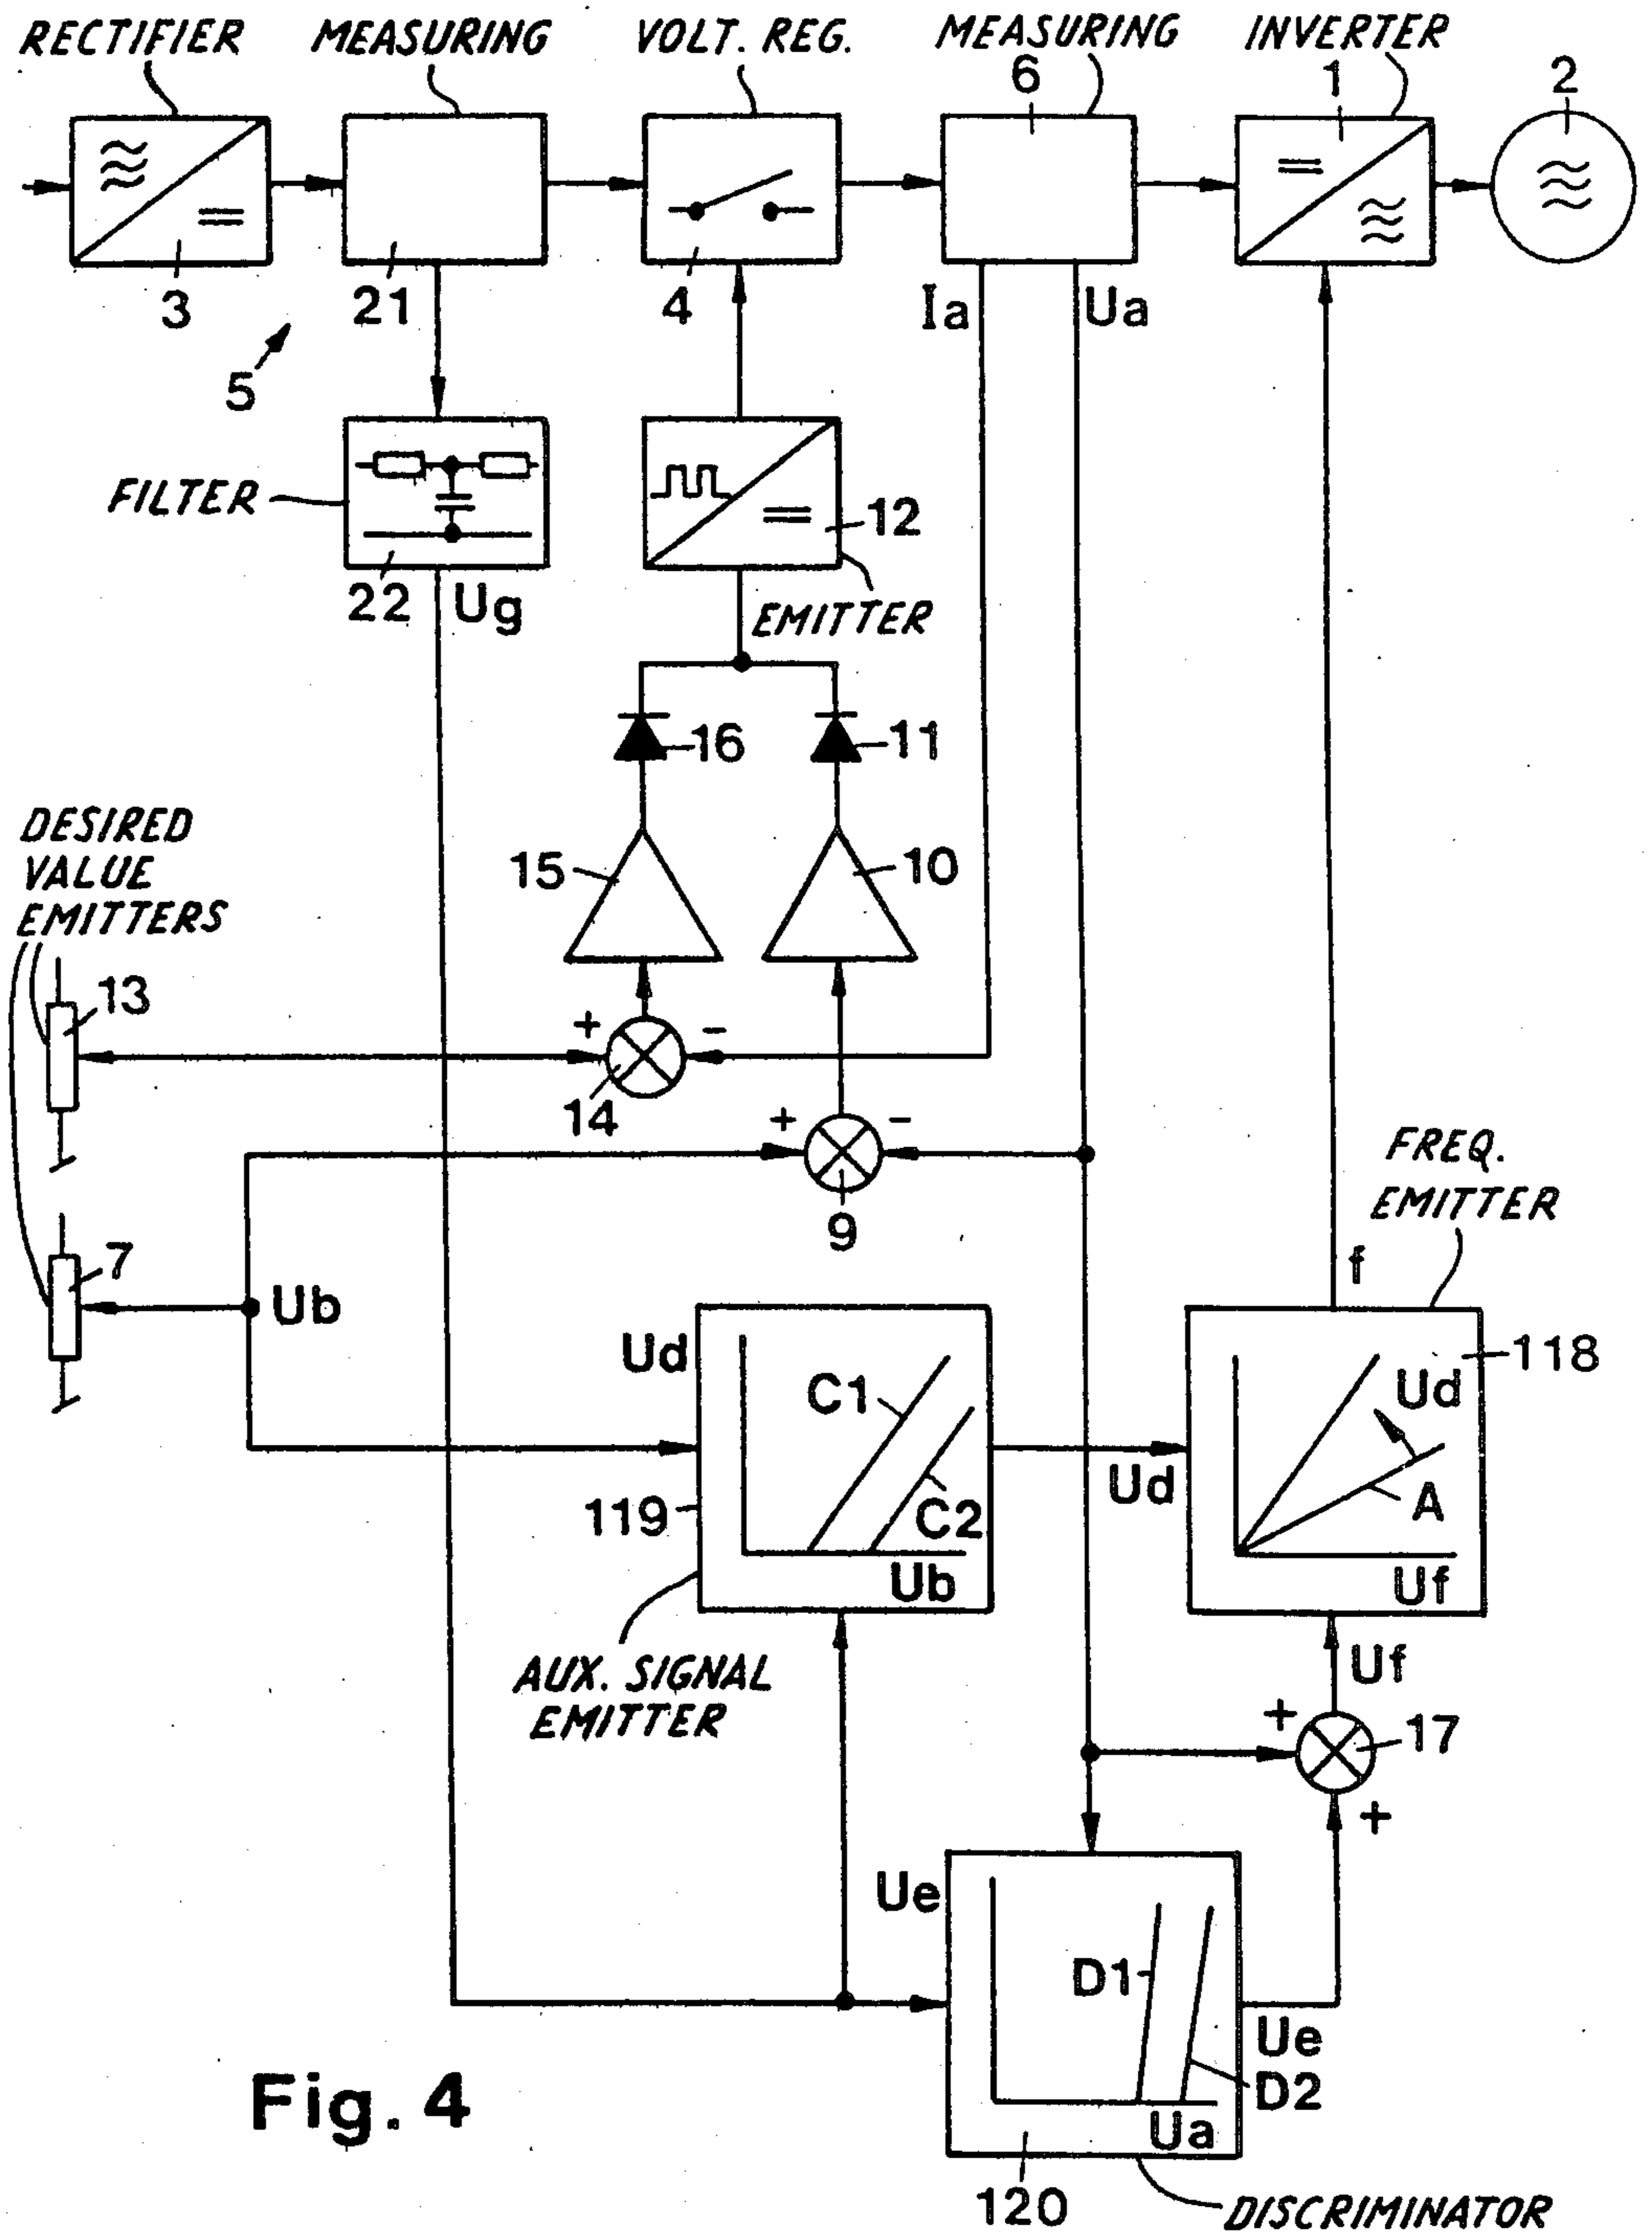 RECTIFIER
MEASURING
VOLT. REG.
MEASURING
INVERTER
6
1
2
3
21
4
Ia
Ua
5
FILTER
12
22
Ug
EMITTER
16
11
DESIRED
VALUE
EMITTERS
15
10
13
+
-
14
+
-
FREQ.
EMITTER
9
7
Ub
f
Ud
118
C1
Ud
119
C2
Ud
A
Ub
Uf
AUX. SIGNAL
EMITTER
Uf
+
17
+
Ue
D1
Ue
D2
Ua
Fig. 4
120
DISCRIMINATOR